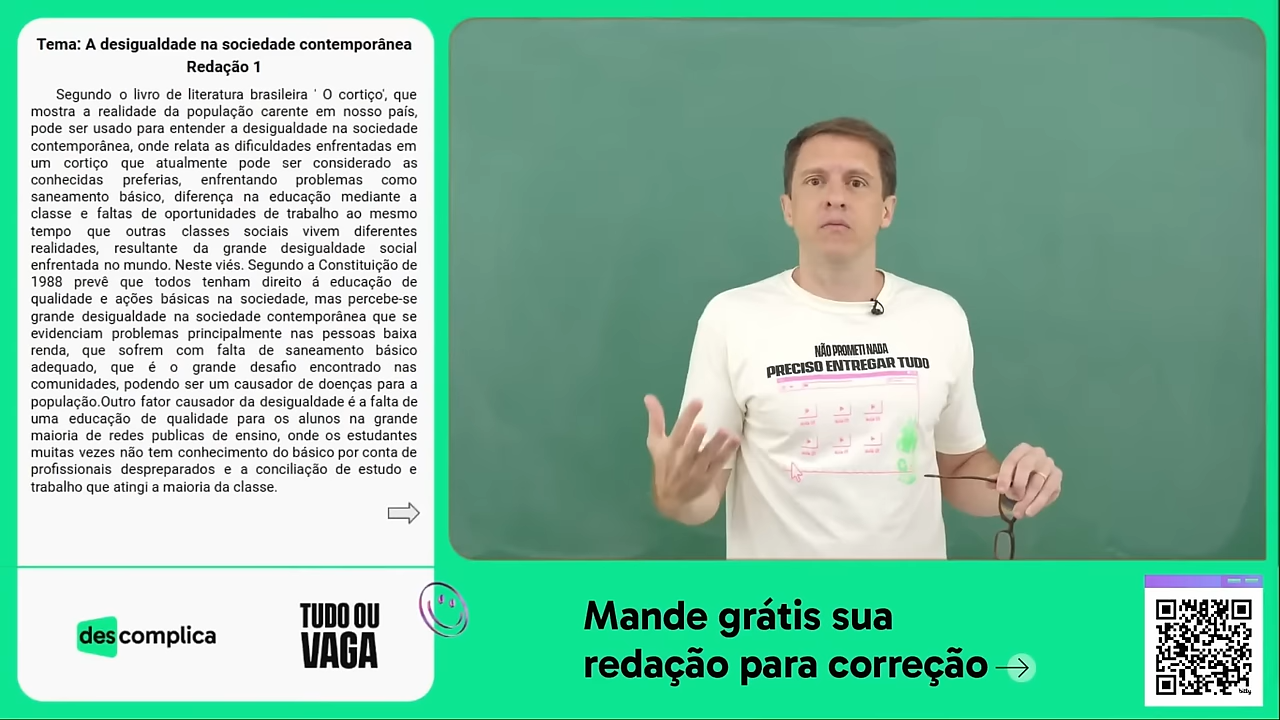 Tema: A desigualdade na sociedade contemporânea
Redação 1
Segundo o livro de literatura brasileira ' O cortiço', que
mostra a realidade da população carente em nosso país,
pode ser usado para entender a desigualdade na sociedade
contemporânea, onde relata as dificuldades enfrentadas em
um cortiço que atualmente pode ser considerado as
conhecidas preferias, enfrentando problemas como
saneamento básico, diferença na educação mediante a
classe e faltas de oportunidades de trabalho ao mesmo
tempo que outras classes sociais vivem diferentes
realidades, resultante da grande desigualdade social
enfrentada no mundo. Neste viés. Segundo a Constituição de
1988 prevê que todos tenham direito á educação de
qualidade e ações básicas na sociedade, mas percebe-se
grande desigualdade na sociedade contemporânea que se
evidenciam problemas principalmente nas pessoas baixa
renda, que sofrem com falta de saneamento básico
adequado, que é o grande desafio encontrado nas
comunidades, podendo ser um causador de doenças para a
população.Outro fator causador da desigualdade é a falta de
uma educação de qualidade para os alunos na grande
maioria de redes publicas de ensino, onde os estudantes
muitas vezes não tem conhecimento do básico por conta de
profissionais despreparados e a conciliação de estudo e
trabalho que atingi a maioria da classe.
NÃO PROMETI NADA
PRECISO ENTREGAR TUDO
descomplica
TUDO OU
VAGA
Mande grátis sua
redação para correção
bitly